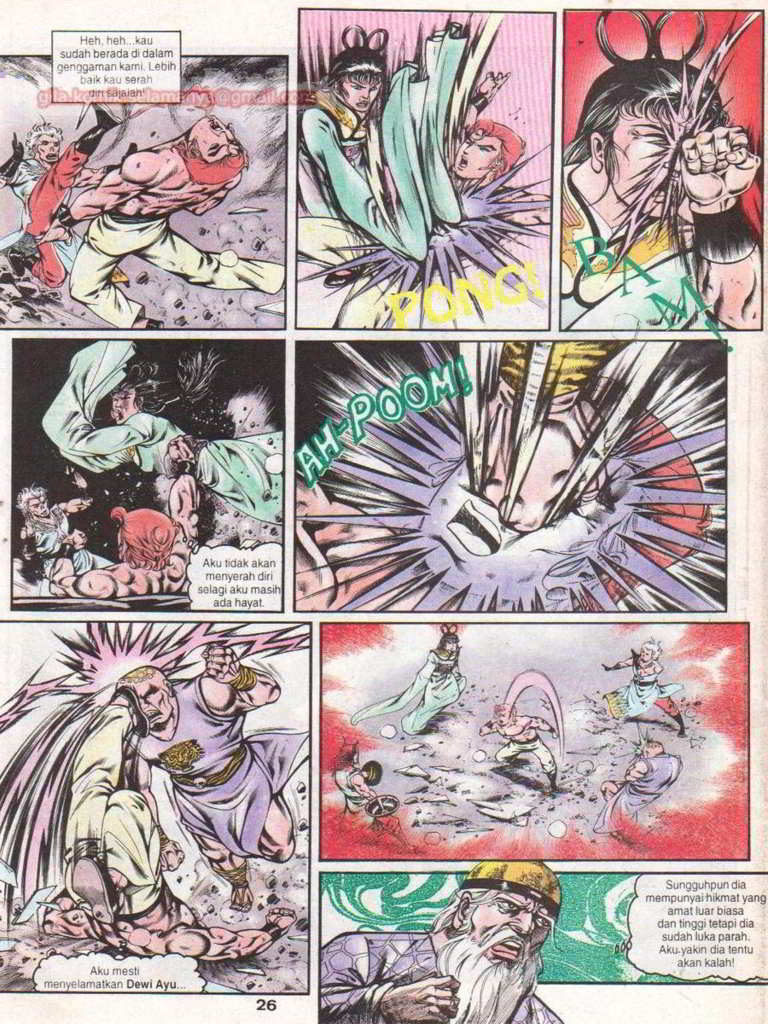 Heh, heh...kau
sudah berada di dalam
genggaman kami. Lebih
baik kau serah
diri sajalah!
PONG!
BAM!
Aku tidak akan
menyerah diri
selagi aku masih
ada hayat.
AH-POOM!
Aku mesti
menyelamatkan Dewi Ayu...
Sungguhpun dia
mempunyai hikmat yang
amat luar biasa
dan tinggi tetapi dia
sudah luka parah.
Aku yakin dia tentu
akan kalah!
26